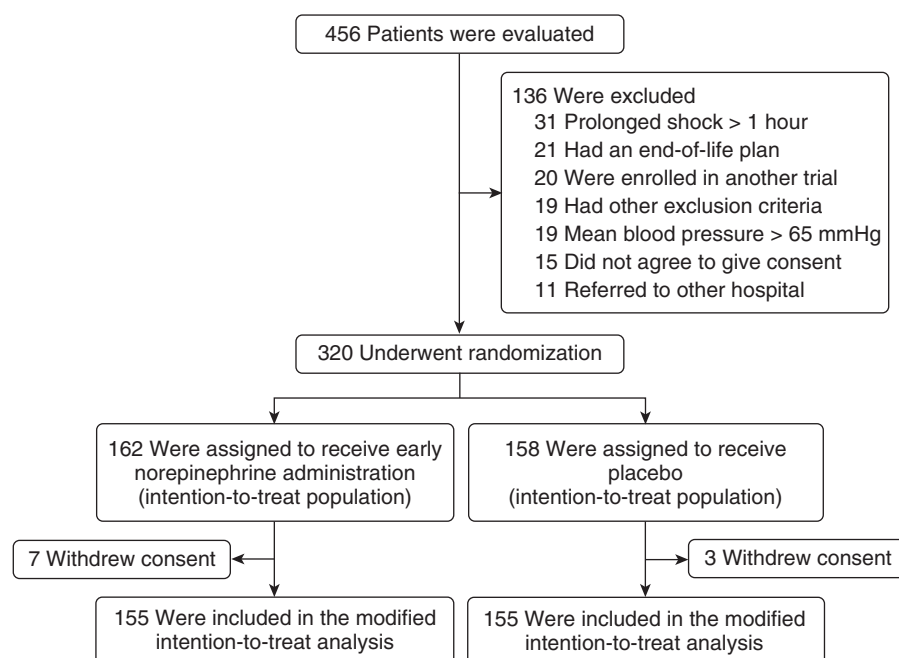 456 Patients were evaluated
136 Were excluded
31 Prolonged shock > 1 hour
21 Had an end-of-life plan
20 Were enrolled in another trial
19 Had other exclusion criteria
19 Mean blood pressure > 65 mmHg
15 Did not agree to give consent
11 Referred to other hospital
320 Underwent randomization
162 Were assigned to receive early
norepinephrine administration
(intention-to-treat population)
158 Were assigned to receive
placebo
(intention-to-treat population)
7 Withdrew consent
3 Withdrew consent
155 Were included in the modified
intention-to-treat analysis
155 Were included in the modified
intention-to-treat analysis